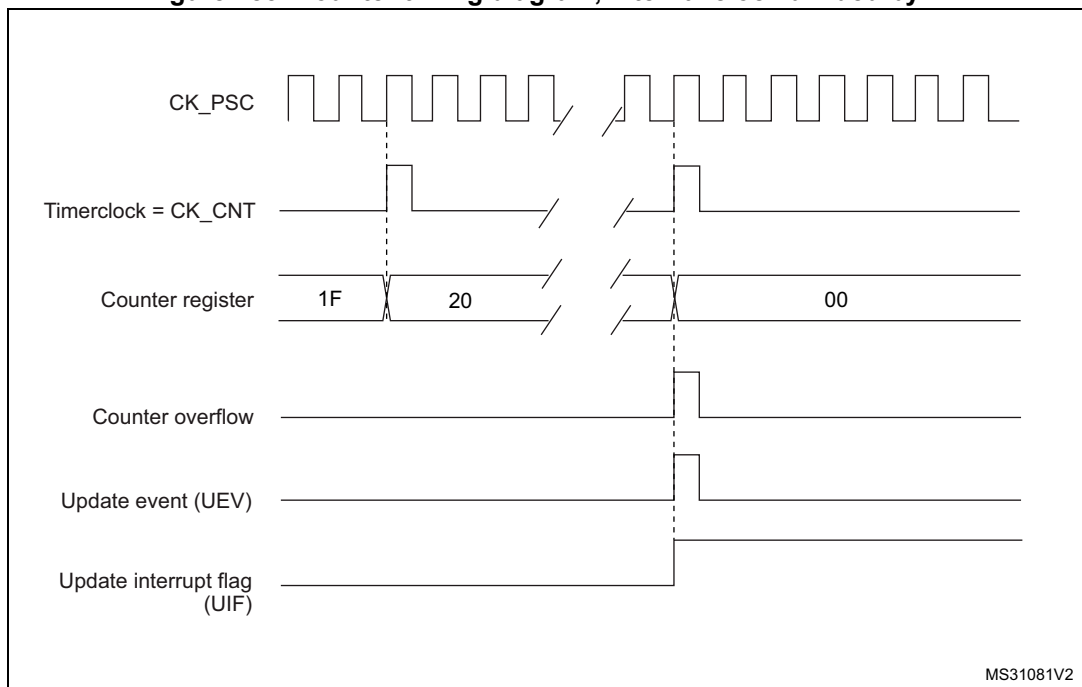 CK_PSC
Timerclock = CK_CNT
Counter register
1F
20
00
Counter overflow
Update event (UEV)
Update interrupt flag
(UIF)
MS31081V2